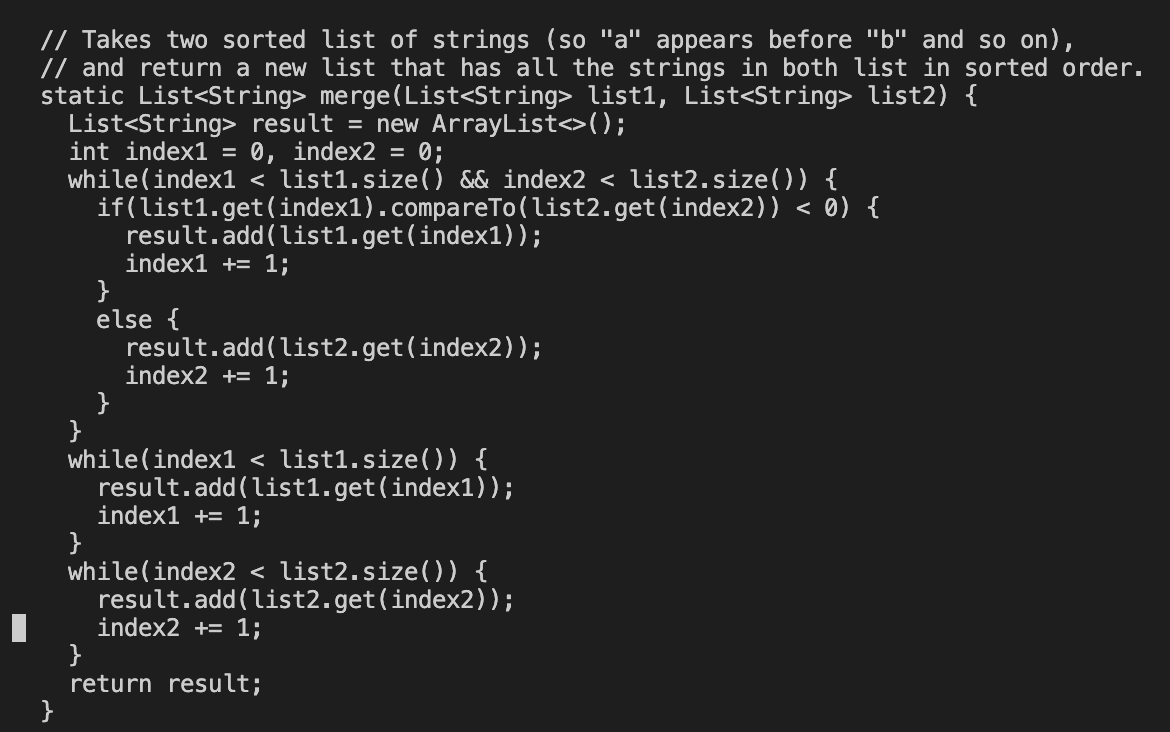 // Takes two sorted list of strings (so "a" appears before "b" and so on),
// and return a new list that has all the strings in both list in sorted order.
static List<String> merge(List<String> list1, List<String> list2) {
  List<String> result = new ArrayList<>();
  int index1 = 0, index2 = 0;
  while(index1 < list1.size() && index2 < list2.size()) {
    if(list1.get(index1).compareTo(list2.get(index2)) < 0) {
      result.add(list1.get(index1));
      index1 += 1;
    }
    else {
      result.add(list2.get(index2));
      index2 += 1;
    }
  }
  while(index1 < list1.size()) {
    result.add(list1.get(index1));
    index1 += 1;
  }
  while(index2 < list2.size()) {
    result.add(list2.get(index2));
    index2 += 1;
  }
  return result;
}